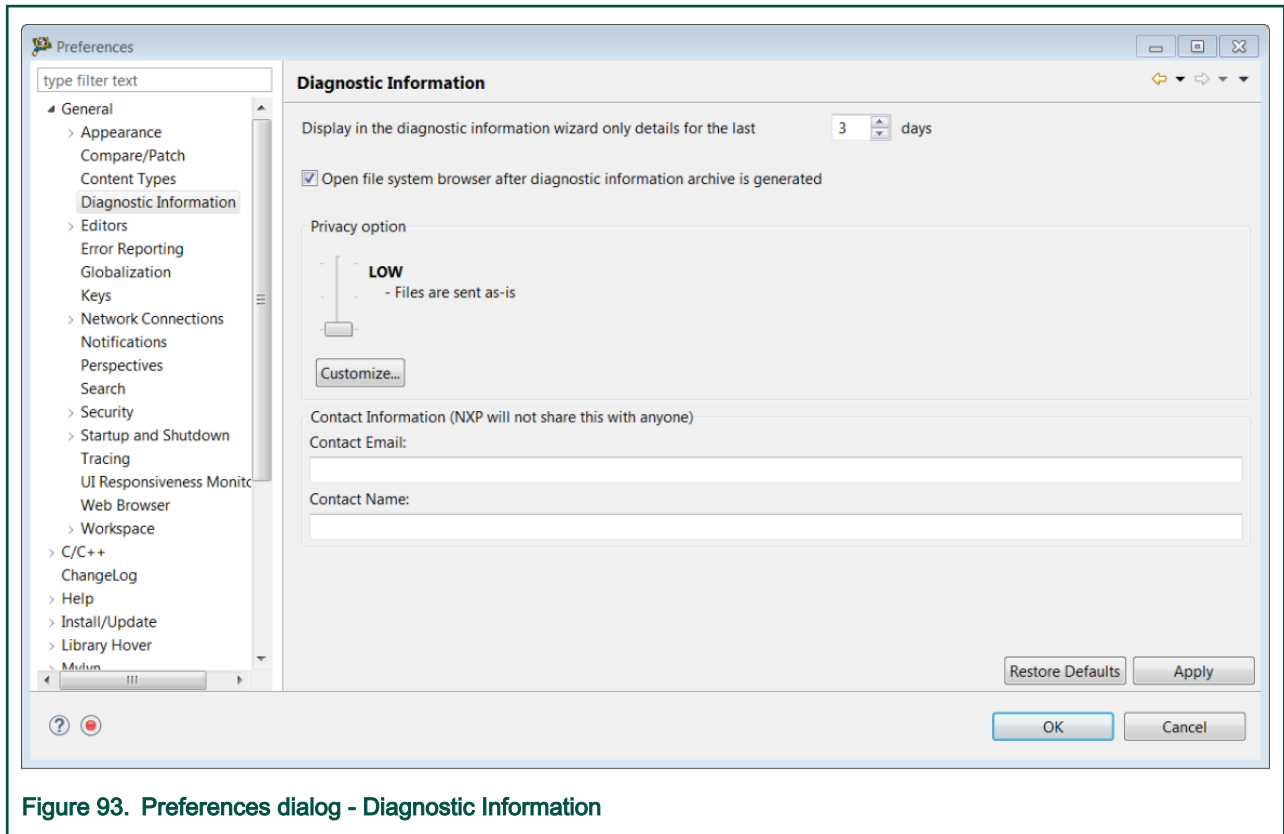 Preferences
type filter text
General
Appearance
Compare/Patch
Content Types
Diagnostic Information
Editors
Error Reporting
Globalization
Keys
Network Connections
Notifications
Perspectives
Search
Security
Startup and Shutdown
Tracing
UI Responsiveness Monito
Web Browser
Workspace
C/C++
ChangeLog
Help
Install/Update
Library Hover
Mylyn
Diagnostic Information
Display in the diagnostic information wizard only details for the last 3 days
Open file system browser after diagnostic information archive is generated
Privacy option
LOW
- Files are sent as-is
Customize...
Contact Information (NXP will not share this with anyone)
Contact Email:
Contact Name:
Restore Defaults Apply
OK Cancel
Figure 93. Preferences dialog - Diagnostic Information